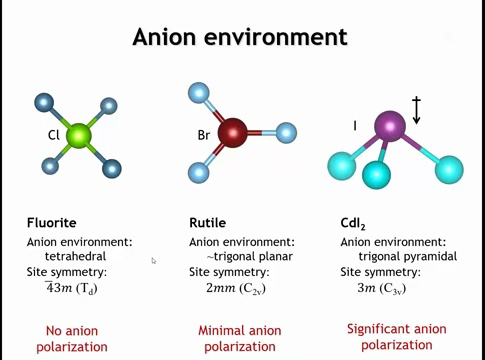 Anion environment
Cl
Br
I
Fluorite
Anion environment:
tetrahedral
Site symmetry:
4̅3m (Td)
No anion
polarization
Rutile
Anion environment:
~trigonal planar
Site symmetry:
2mm (C2v)
Minimal anion
polarization
CdI2
Anion environment:
trigonal pyramidal
Site symmetry:
3m (C3v)
Significant anion
polarization